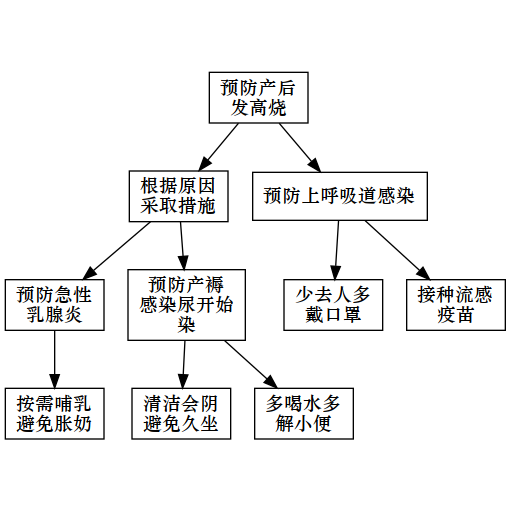 预防产后
发高烧
根据原因
采取措施
预防上呼吸道感染
预防急性
乳腺炎
预防产褥
感染尿开始
染
少去人多
戴口罩
接种流感
疫苗
按需哺乳
避免胀奶
清洁会阴
避免久坐
多喝水多
解小便